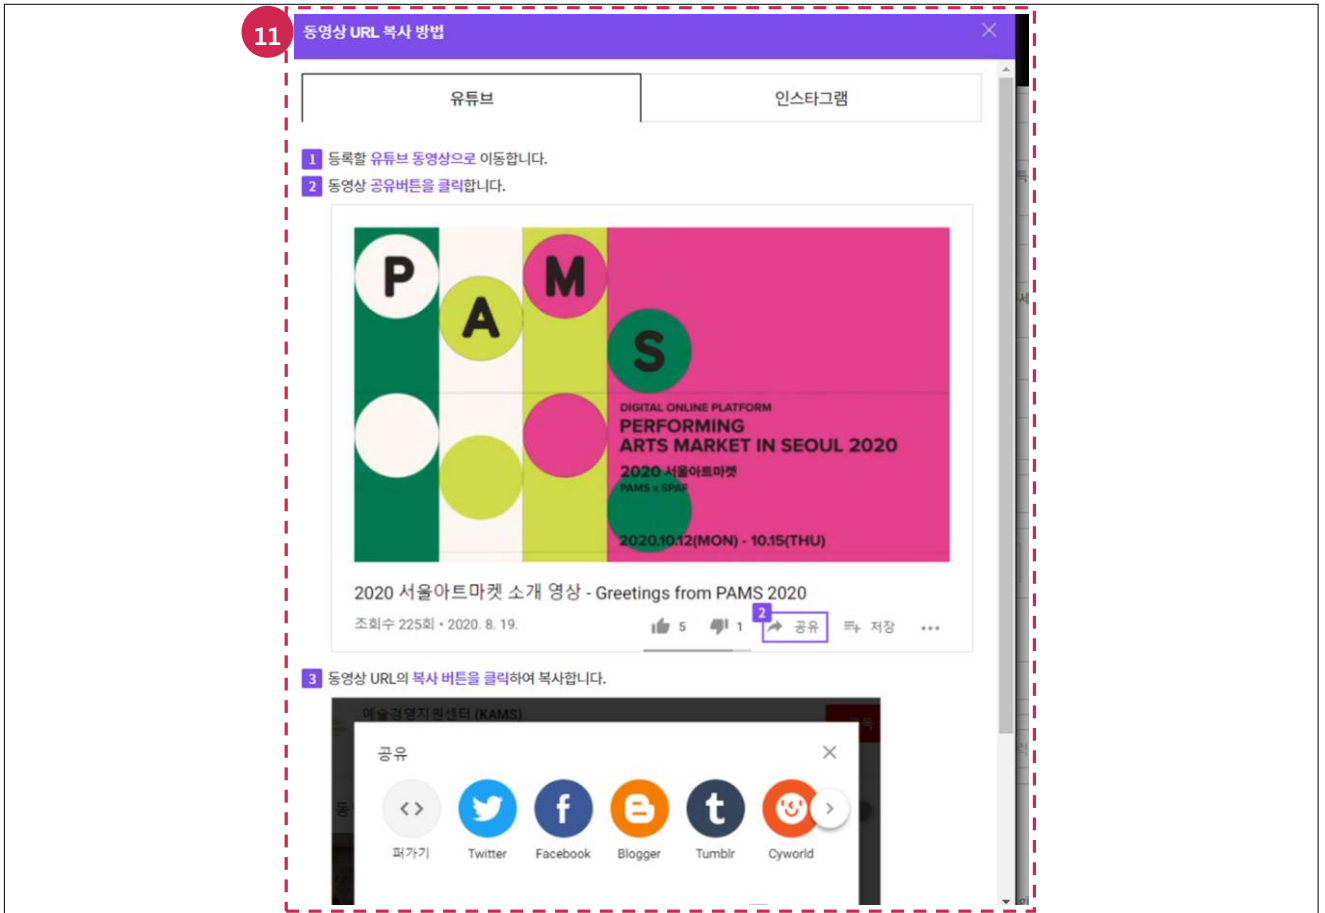 11
동영상 URL 복사 방법
유튜브
인스타그램
1 등록할 유튜브 동영상으로 이동합니다.
2 동영상 공유버튼을 클릭합니다.
P
A
M
S
DIGITAL ONLINE PLATFORM
PERFORMING
ARTS MARKET IN SEOUL 2020
2020 서울아트마켓
PAMS x SPAF
2020.10.12(MON) - 10.15(THU)
2020 서울아트마켓 소개 영상 - Greetings from PAMS 2020
조회수 225회 • 2020. 8. 19.
5
1
2
공유
저장
3 동영상 URL의 복사 버튼을 클릭하여 복사합니다.
예술경영지원센터 (KAMS)
공유
퍼가기
Twitter
Facebook
Blogger
Tumblr
Cyworld